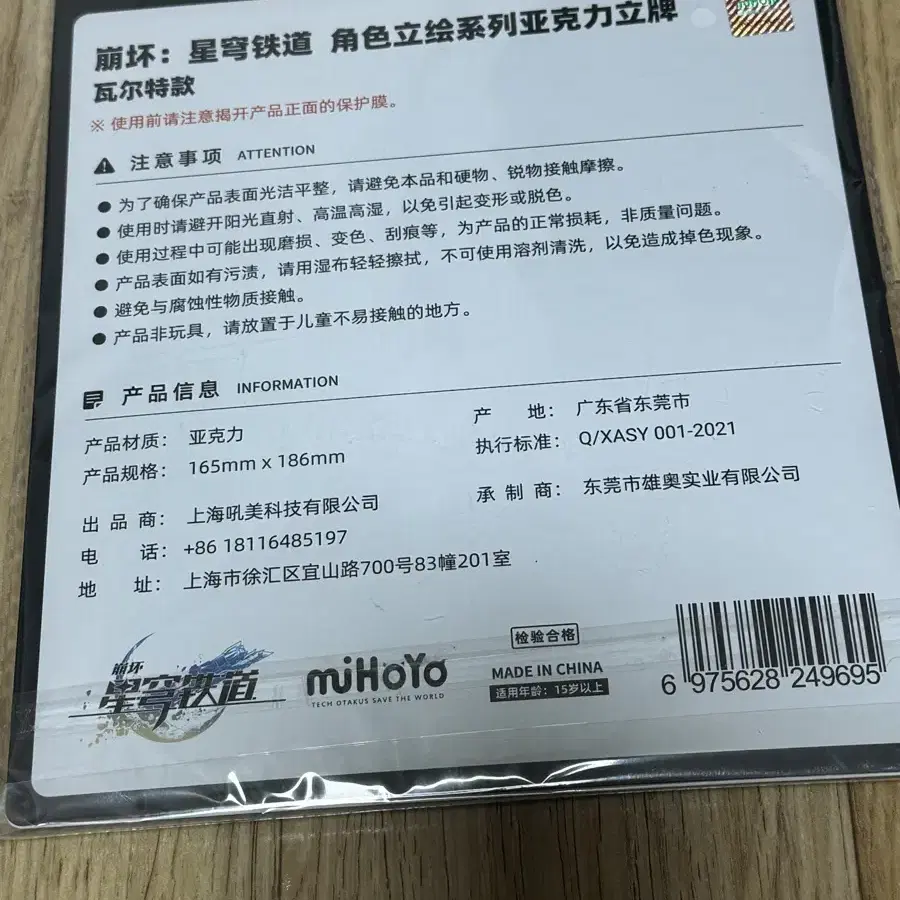 崩坏：星穹铁道 角色立绘系列亚克力立牌
瓦尔特款
※ 使用前请注意揭开产品正面的保护膜。
注意事项 ATTENTION
● 为了确保产品表面光洁平整，请避免本品和硬物、锐物接触摩擦。
● 使用时请避开阳光直射、高温高湿，以免引起变形或脱色。
● 使用过程中可能出现磨损、变色、刮痕等，为产品的正常损耗，非质量问题。
● 产品表面如有污渍，请用湿布轻轻擦拭，不可使用溶剂清洗，以免造成掉色现象。
● 避免与腐蚀性物质接触。
● 产品非玩具，请放置于儿童不易接触的地方。
产品信息 INFORMATION
产品材质： 亚克力
产品规格： 165mm x 186mm
产 地： 广东省东莞市
执行标准： Q/XASY 001-2021
出品商： 上海吼美科技有限公司
承制商： 东莞市雄奥实业有限公司
电 话： +86 18116485197
地 址： 上海市徐汇区宜山路700号83幢201室
崩坏
星穹铁道
miHoYo
TECH OTAKUS SAVE THE WORLD
检验合格
MADE IN CHINA
适用年龄：15岁以上
6 975628 249695